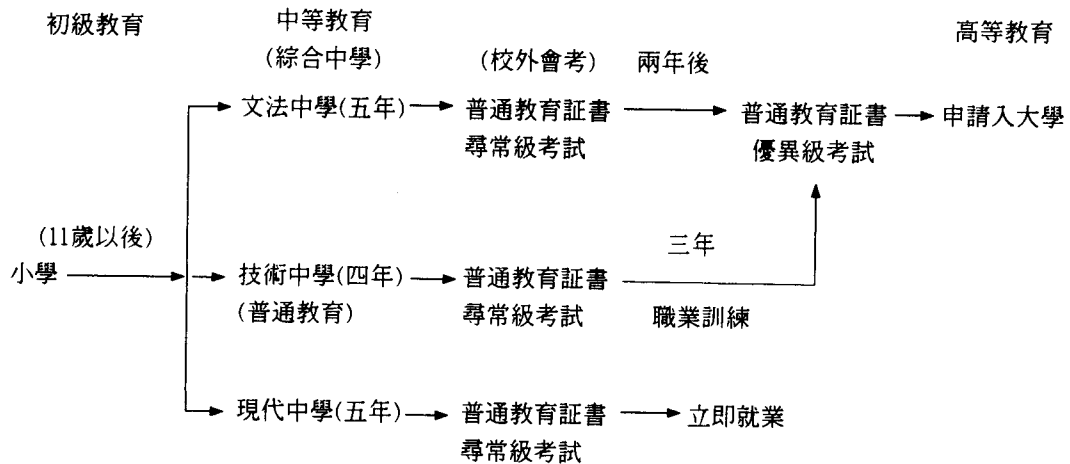 初級教育
中等教育
(綜合中學)
(校外會考)
兩年後
高等教育
文法中學(五年)
普通教育証書
尋常級考試
普通教育証書
優異級考試
申請入大學
(11歲以後)
小學
技術中學(四年)
(普通教育)
普通教育証書
尋常級考試
三年
職業訓練
現代中學(五年)
普通教育証書
尋常級考試
立即就業